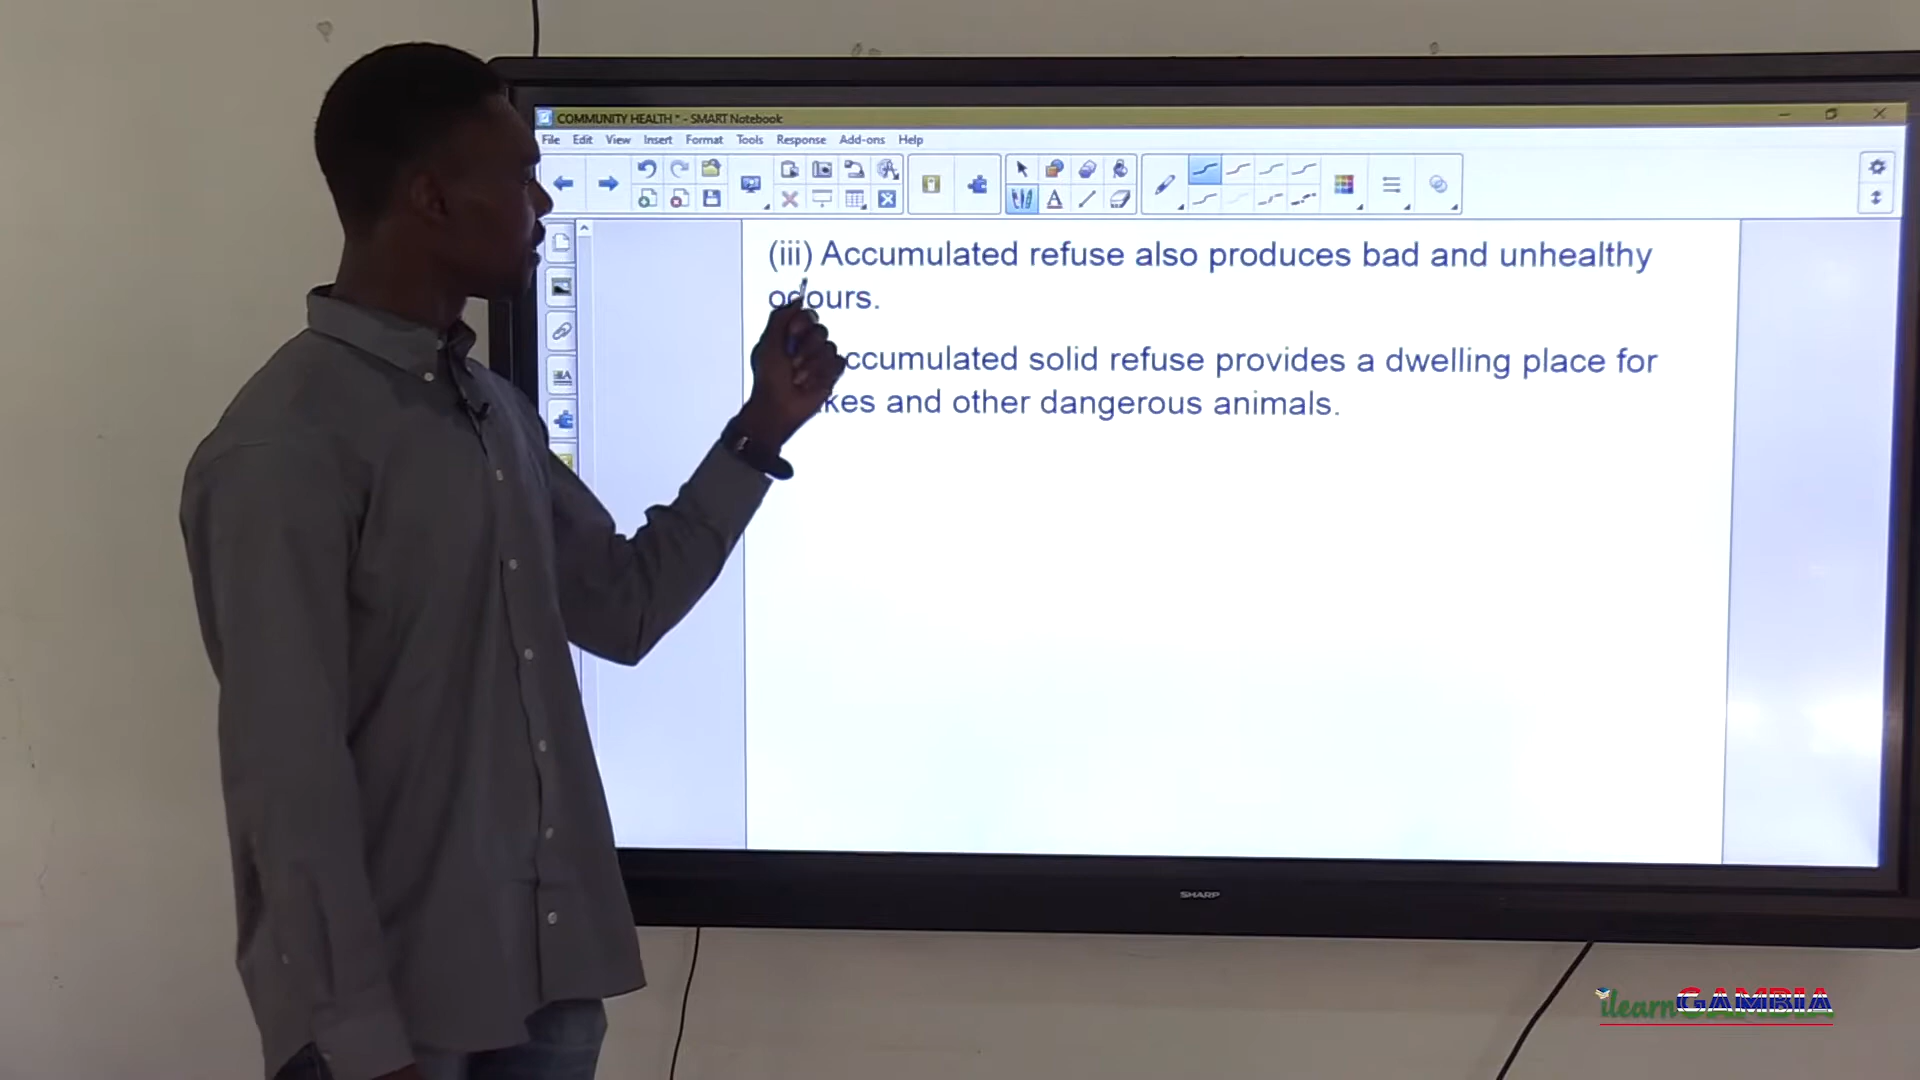 COMMUNITY HEALTH * - SMART Notebook
File Edit View Insert Format Tools Response Add-ons Help
(iii) Accumulated refuse also produces bad and unhealthy
odours.
ccumulated solid refuse provides a dwelling place for
kes and other dangerous animals.
SHARP
ilearnGAMBIA